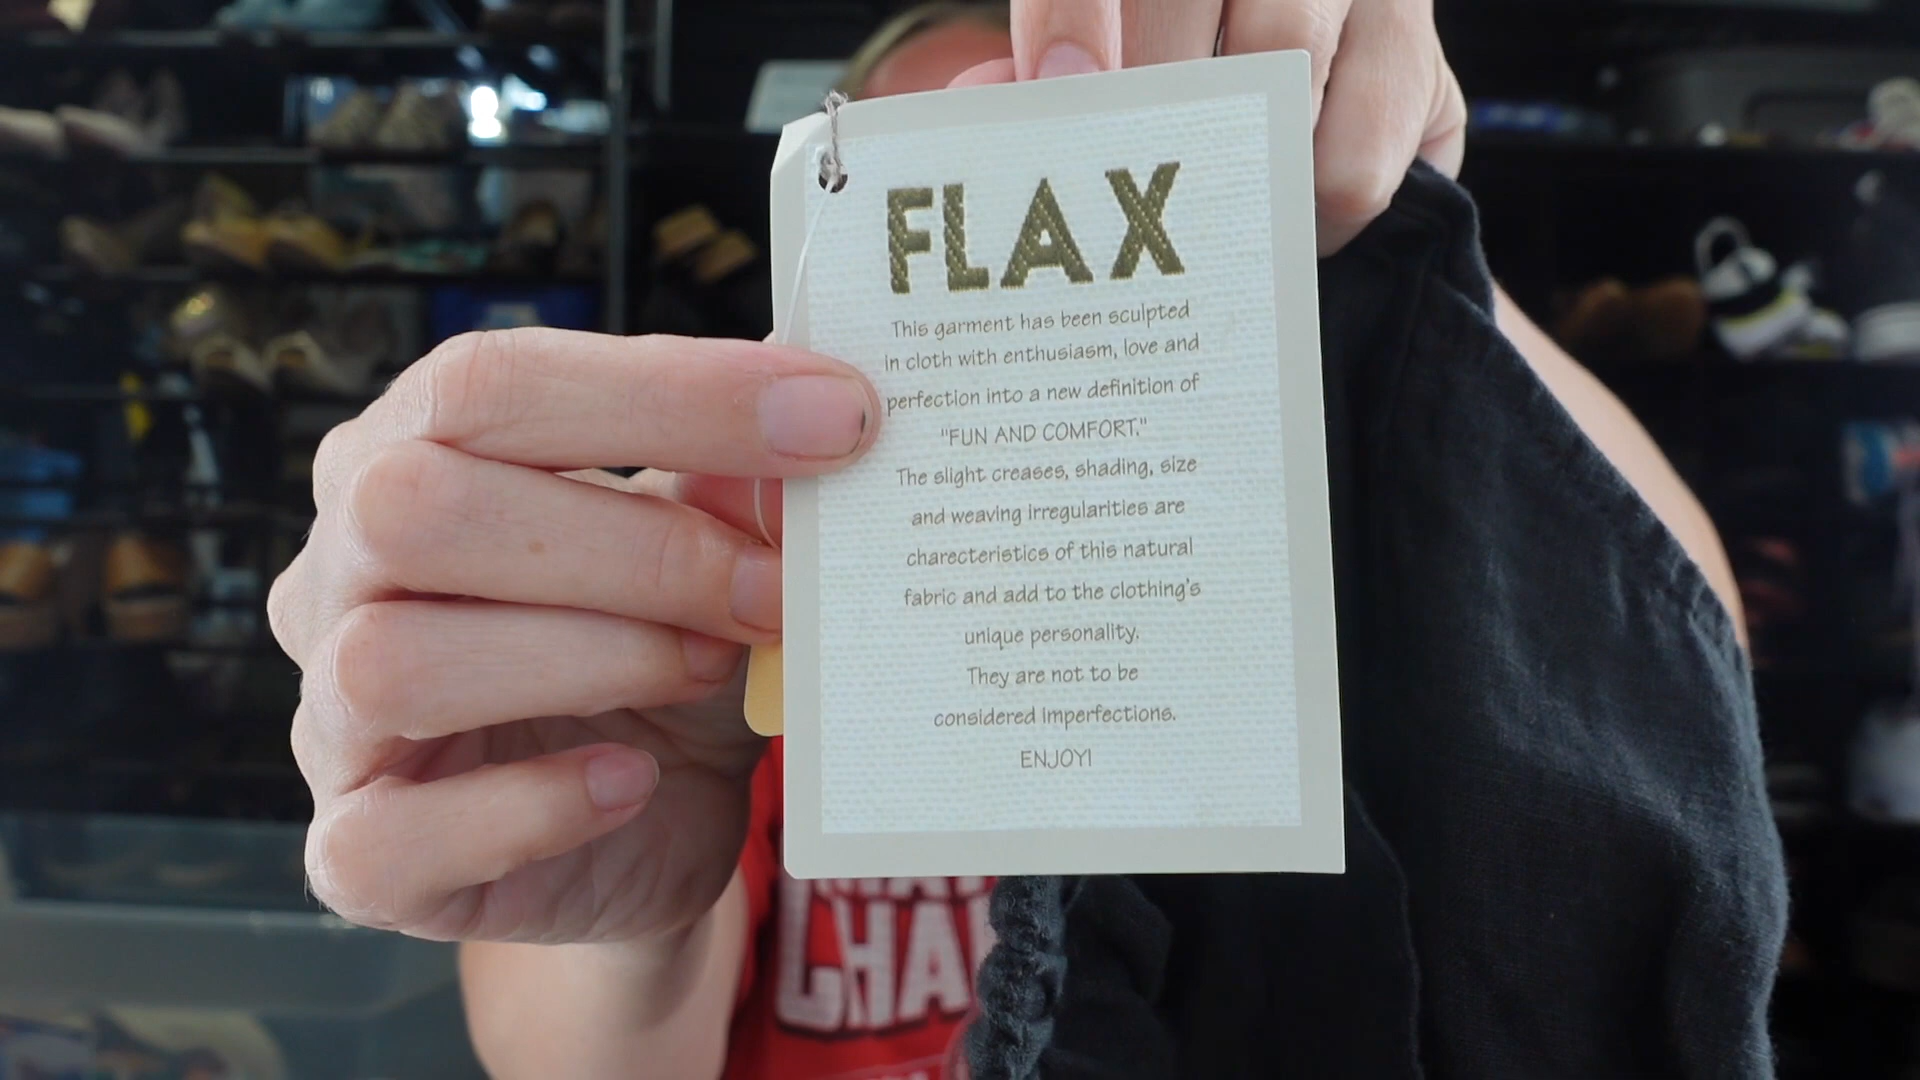 FLAX
This garment has been sculpted
in cloth with enthusiasm, love and
perfection into a new definition of
"FUN AND COMFORT."
The slight creases, shading, size
and weaving irregularities are
charecteristics of this natural
fabric and add to the clothing's
unique personality.
They are not to be
considered imperfections.
ENJOY!